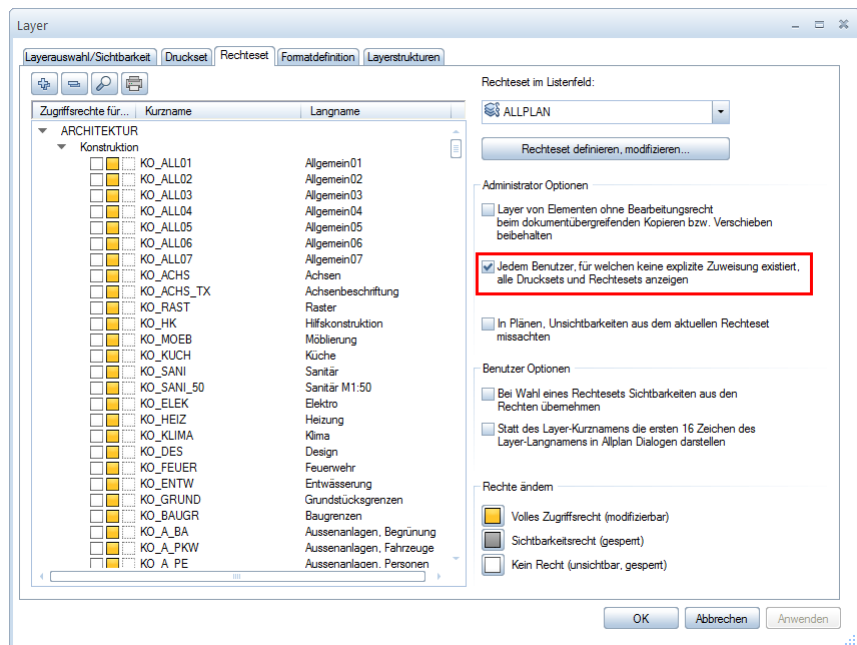 Layer
Layerauswahl/Sichtbarkeit Druckset Rechteset Formatdefinition Layerstrukturen
Zugriffsrechte für... Kurzname Langname
ARCHITEKTUR
Konstruktion
KO_ALL01 Allgemein01
KO_ALL02 Allgemein02
KO_ALL03 Allgemein03
KO_ALL04 Allgemein04
KO_ALL05 Allgemein05
KO_ALL06 Allgemein06
KO_ALL07 Allgemein07
KO_ACHS Achsen
KO_ACHS_TX Achsenbeschriftung
KO_RAST Raster
KO_HK Hilfskonstruktion
KO_MOEB Möblierung
KO_KUCH Küche
KO_SANI Sanitär
KO_SANI_50 Sanitär M1:50
KO_ELEK Elektro
KO_HEIZ Heizung
KO_KLIMA Klima
KO_DES Design
KO_FEUER Feuerwehr
KO_ENTW Entwässerung
KO_GRUND Grundstücksgrenzen
KO_BAUGR Baugrenzen
KO_A_BA Aussenanlagen, Begrünung
KO_A_PKW Aussenanlagen, Fahrzeuge
KO_A_PE Aussenanlagen, Personen
Rechteset im Listenfeld:
ALLPLAN
Rechteset definieren, modifizieren...
Administrator Optionen
Layer von Elementen ohne Bearbeitungsrecht
beim dokumentübergreifenden Kopieren bzw. Verschieben
beibehalten
Jedem Benutzer, für welchen keine explizite Zuweisung existiert,
alle Drucksets und Rechtesets anzeigen
In Plänen, Unsichtbarkeiten aus dem aktuellen Rechteset
missachten
Benutzer Optionen
Bei Wahl eines Rechtesets Sichtbarkeiten aus den
Rechten übernehmen
Statt des Layer-Kurznamens die ersten 16 Zeichen des
Layer-Langnamens in Allplan Dialogen darstellen
Rechte ändern
Volles Zugriffsrecht (modifizierbar)
Sichtbarkeitsrecht (gesperrt)
Kein Recht (unsichtbar, gesperrt)
OK Abbrechen Anwenden